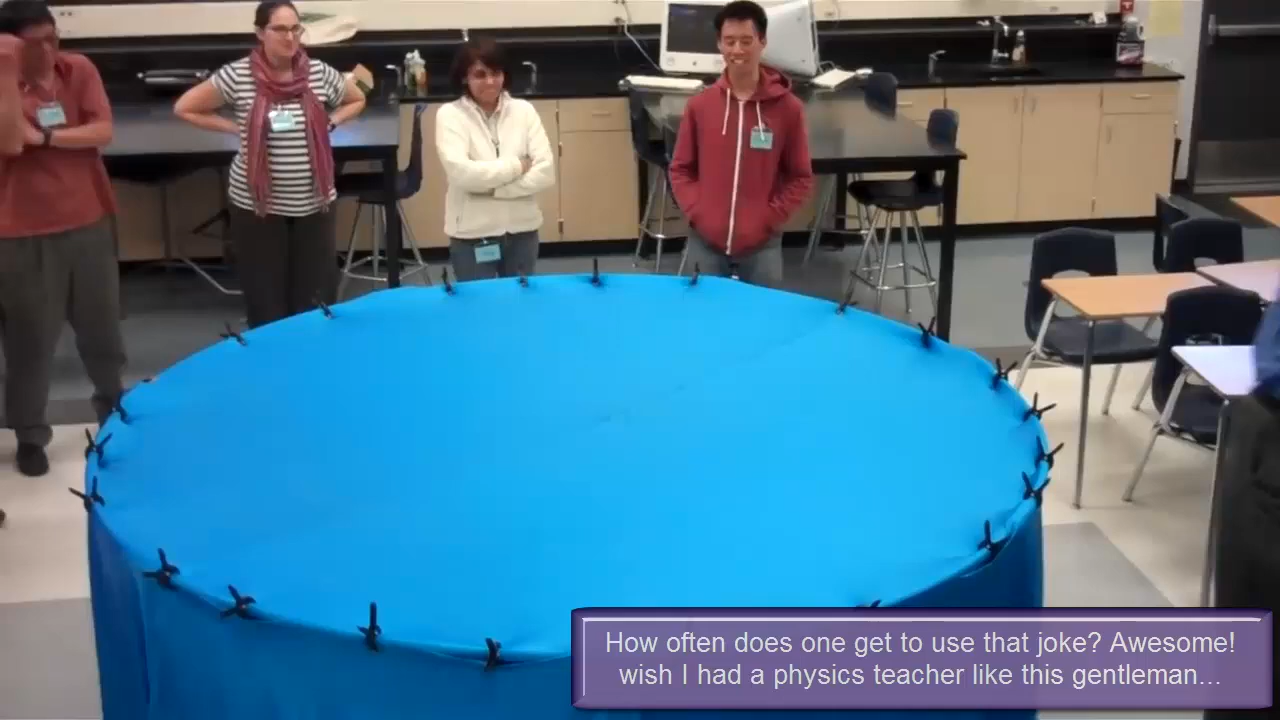 How often does one get to use that joke? Awesome!
wish I had a physics teacher like this gentleman...